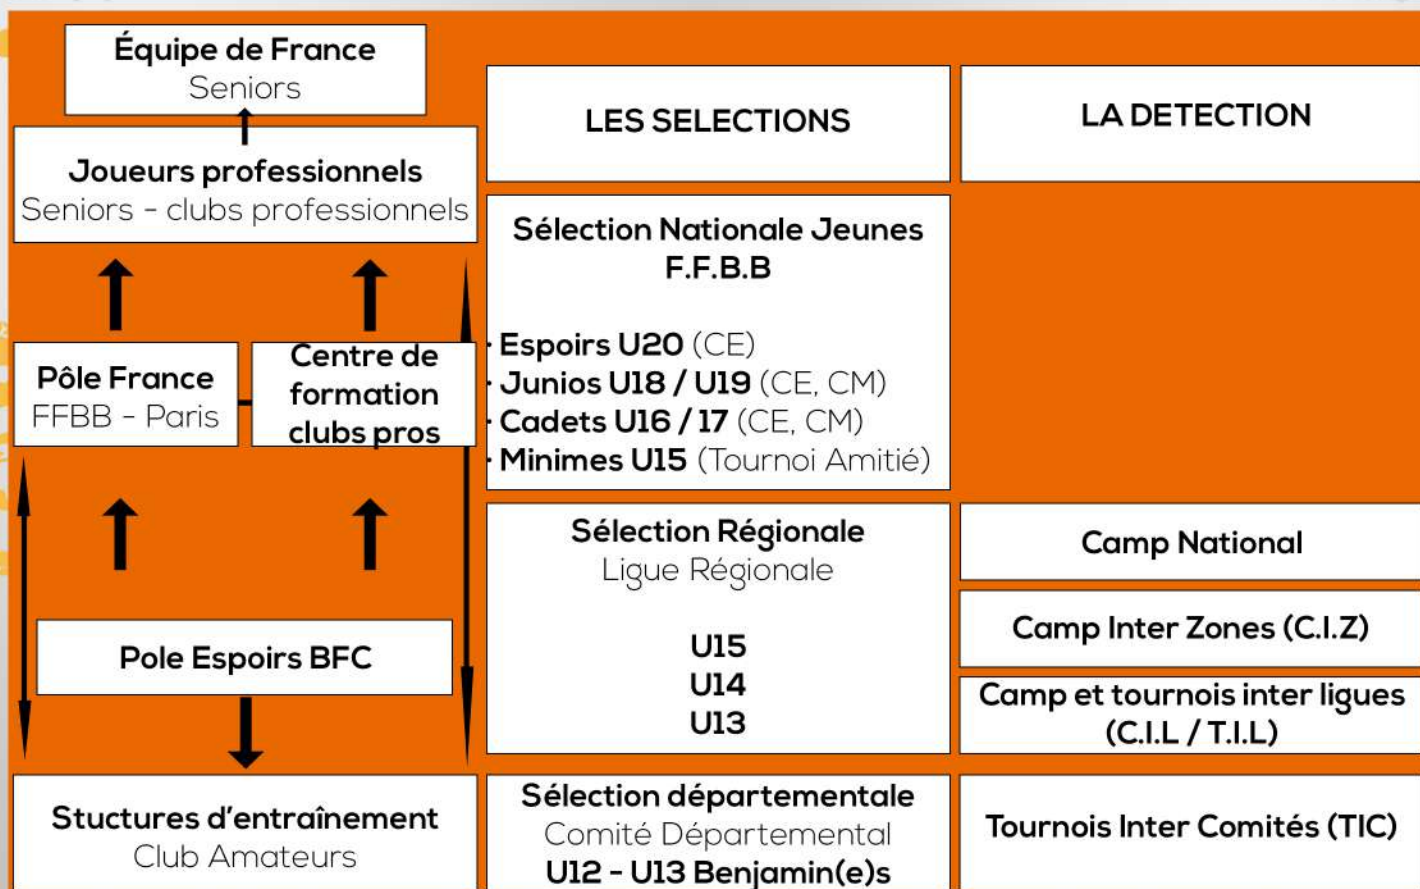 Équipe de France
Seniors
Joueurs professionnels
Seniors - clubs professionnels
Pôle France
FFBB - Paris
Centre de
formation
clubs pros
Pole Espoirs BFC
Stuctures d'entraînement
Club Amateurs
LES SELECTIONS
Sélection Nationale Jeunes
F.F.B.B
· Espoirs U20 (CE)
· Junios U18 / U19 (CE, CM)
· Cadets U16 / 17 (CE, CM)
· Minimes U15 (Tournoi Amitié)
Sélection Régionale
Ligue Régionale
U15
U14
U13
Sélection départementale
Comité Départemental
U12 - U13 Benjamin(e)s
LA DETECTION
Camp National
Camp Inter Zones (C.I.Z)
Camp et tournois inter ligues
(C.I.L / T.I.L)
Tournois Inter Comités (TIC)